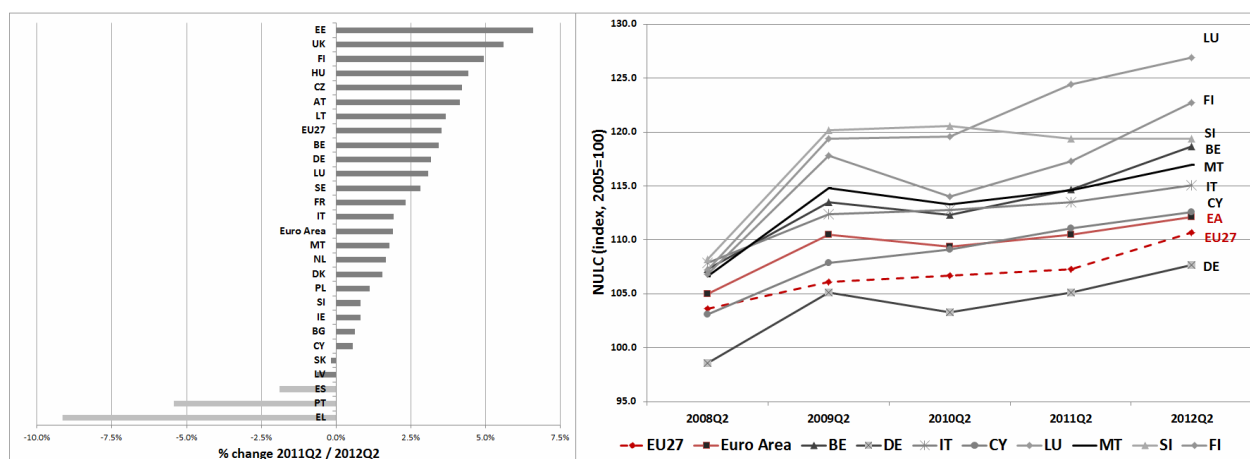 EE
UK
FI
HU
CZ
AT
LT
EU27
BE
DE
LU
SE
FR
IT
Euro Area
MT
NL
DK
PL
SI
IE
BG
CY
SK
LV
ES
PT
EL
-10.0% -7.5% -5.0% -2.5% 0.0% 2.5% 5.0% 7.5%
% change 2011Q2 / 2012Q2
NULC (index, 2005=100)
130.0
125.0
120.0
115.0
110.0
105.0
100.0
95.0
LU
FI
SI
BE
MT
IT
CY
EA
EU27
DE
2008Q2 2009Q2 2010Q2 2011Q2 2012Q2
EU27 Euro Area BE DE IT CY LU MT SI FI